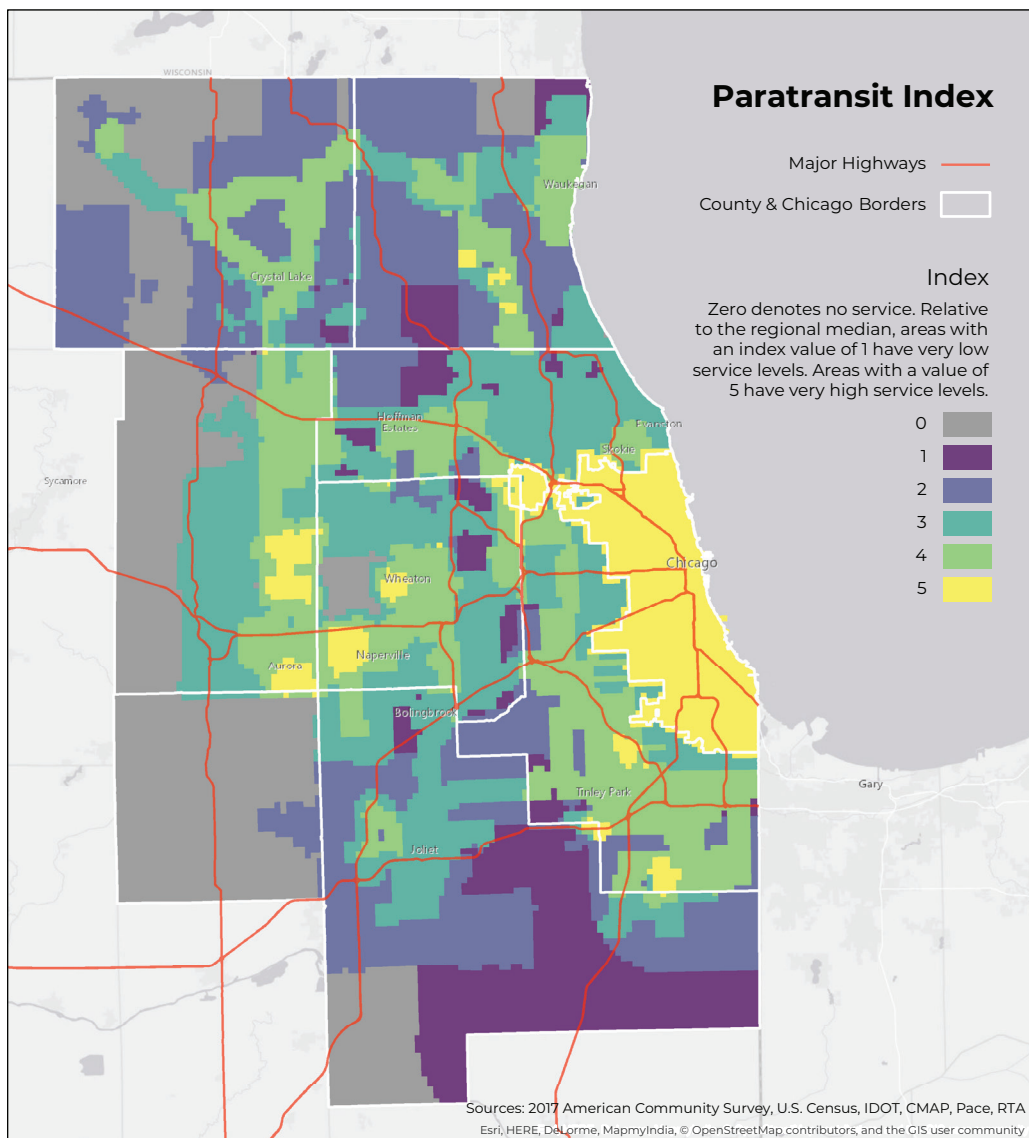 WISCONSIN
Paratransit Index
Major Highways
County & Chicago Borders
Waukegan
Crystal Lake
Index
Zero denotes no service. Relative
to the regional median, areas with
an index value of 1 have very low
service levels. Areas with a value of
5 have very high service levels.
0
1
2
3
4
5
Hoffman
Estates
Evanston
Skokie
Sycamore
Chicago
Wheaton
Naperville
Aurora
Bolingbrook
Gary
Tinley Park
Joliet
Sources: 2017 American Community Survey, U.S. Census, IDOT, CMAP, Pace, RTA
Esri, HERE, DeLorme, MapmyIndia, © OpenStreetMap contributors, and the GIS user community